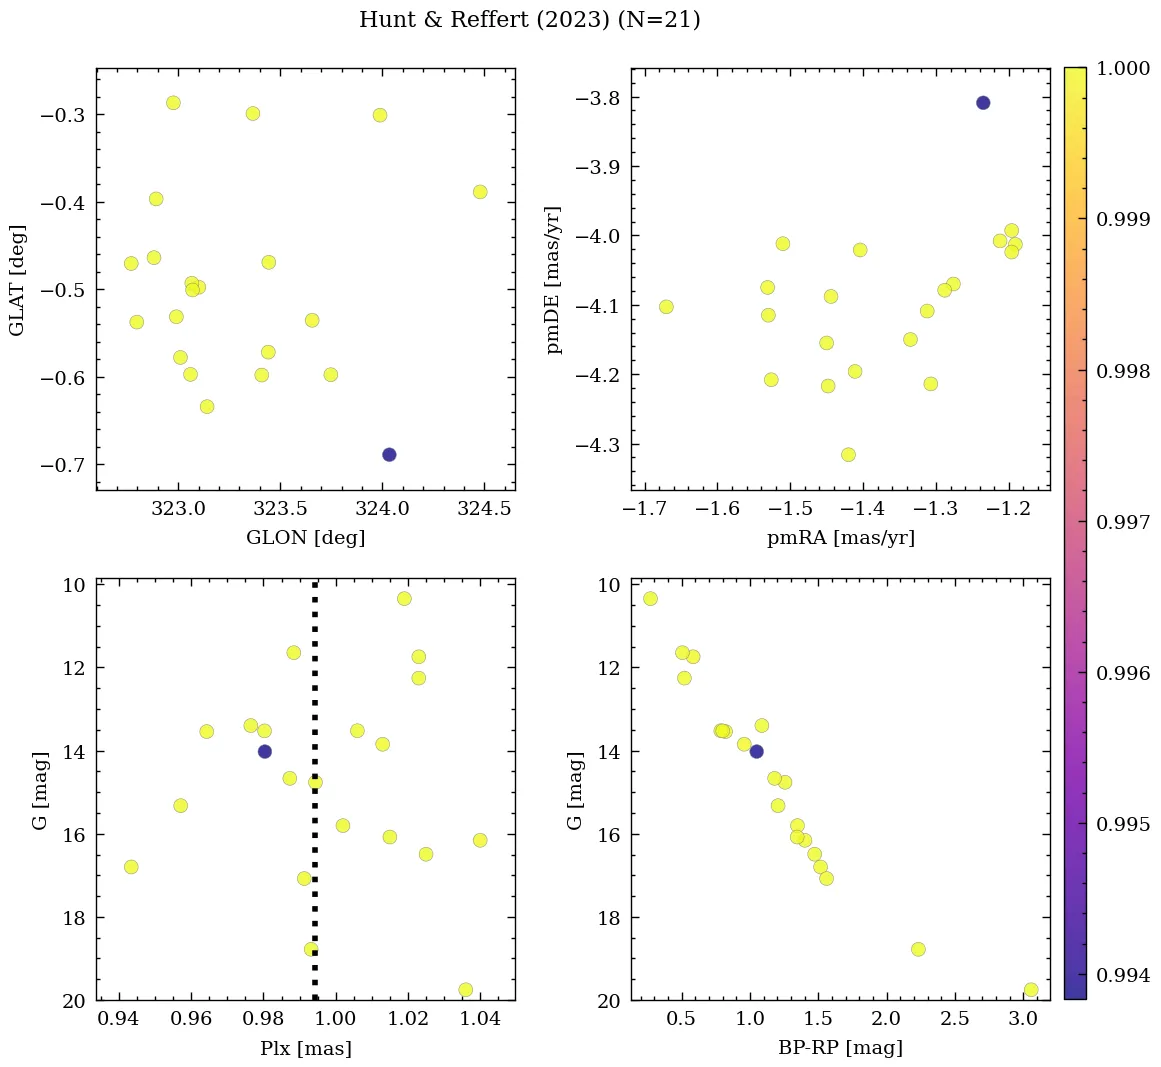 Hunt & Reffert (2023) (N=21)
−0.3
−0.4
−0.5
−0.6
−0.7
GLAT [deg]
323.0 323.5 324.0 324.5
GLON [deg]
−3.8
−3.9
−4.0
−4.1
−4.2
−4.3
pmDE [mas/yr]
−1.7 −1.6 −1.5 −1.4 −1.3 −1.2
pmRA [mas/yr]
10
12
14
16
18
20
G [mag]
0.94 0.96 0.98 1.00 1.02 1.04
Plx [mas]
10
12
14
16
18
20
G [mag]
0.5 1.0 1.5 2.0 2.5 3.0
BP-RP [mag]
1.000
0.999
0.998
0.997
0.996
0.995
0.994